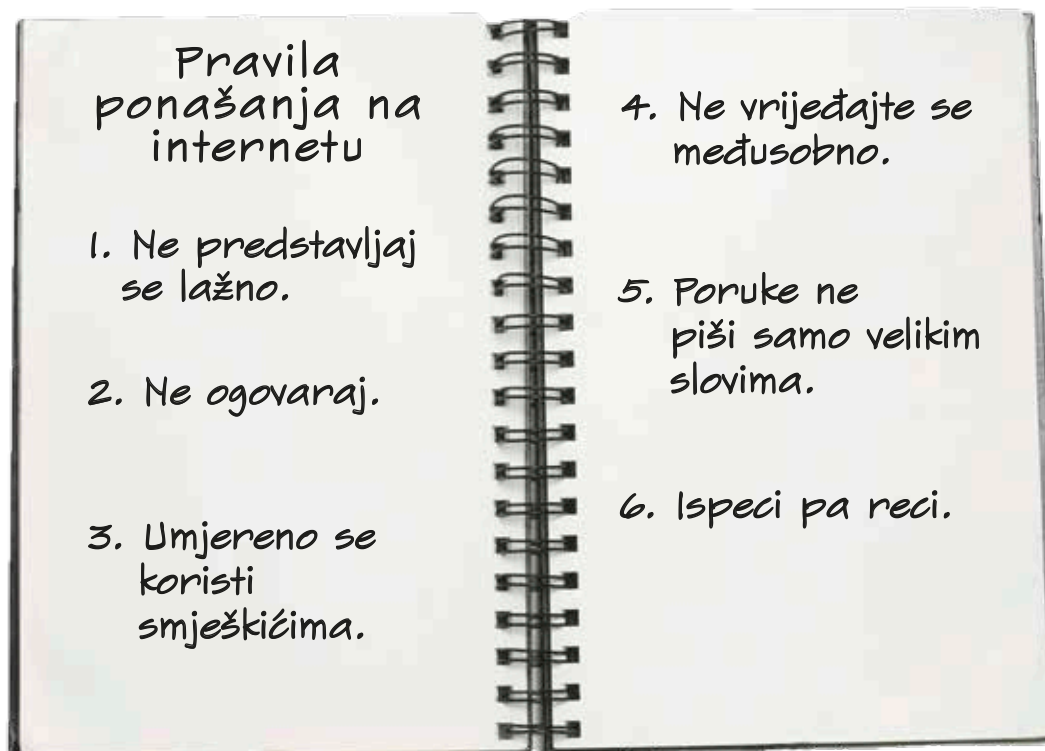 Pravila
ponašanja na
internetu
1. Ne predstavljaj
se lažno.
2. Ne ogovaraj.
3. Umjereno se
koristi
smješkićima.
4. Ne vrijeđajte se
međusobno.
5. Poruke ne
piši samo velikim
slovima.
6. Ispeci pa reci.